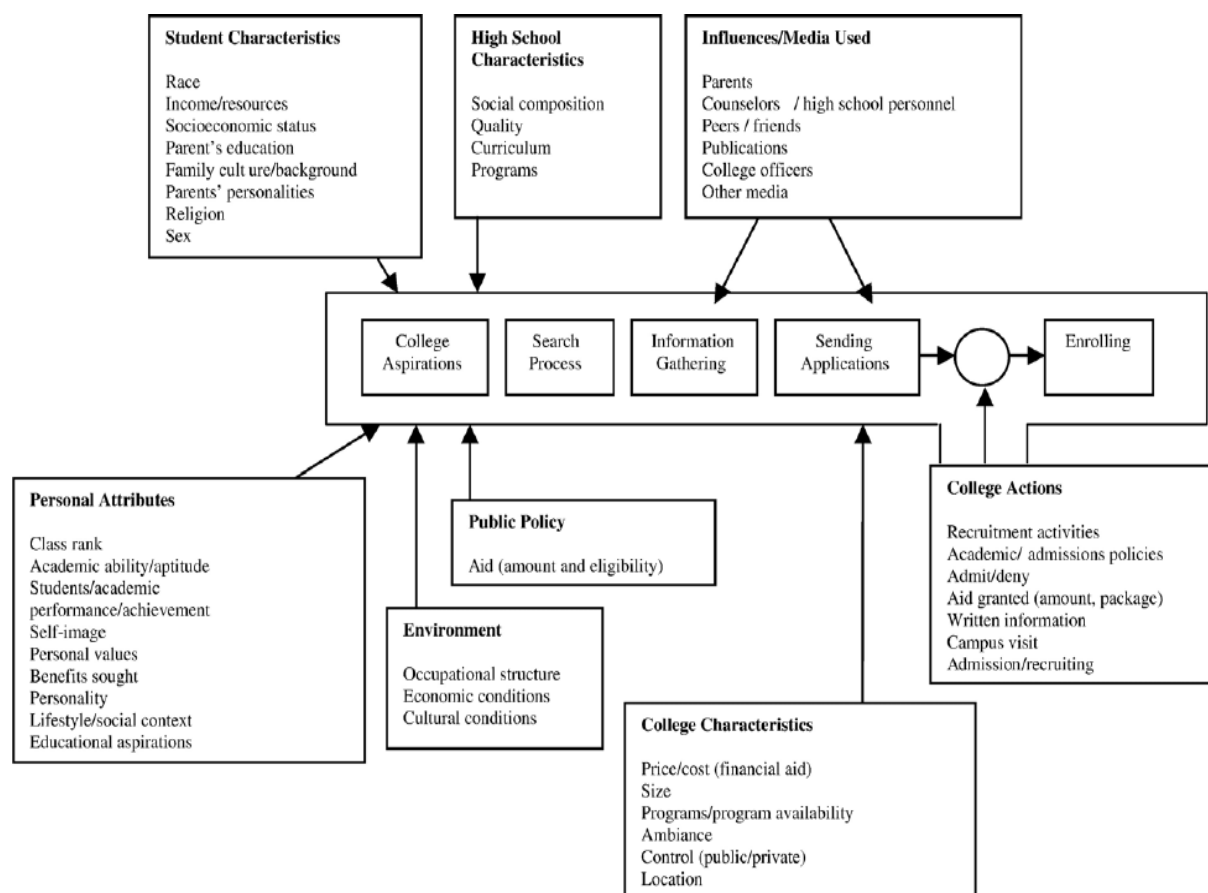 Student Characteristics
Race
Income/resources
Socioeconomic status
Parent's education
Family cult ure/background
Parents' personalities
Religion
Sex
High School
Characteristics
Social composition
Quality
Curriculum
Programs
Influences/Media Used
Parents
Counselors / high school personnel
Peers / friends
Publications
College officers
Other media
College
Aspirations
Search
Process
Information
Gathering
Sending
Applications
Enrolling
Personal Attributes
Class rank
Academic ability/aptitude
Students/academic
performance/achievement
Self-image
Personal values
Benefits sought
Personality
Lifestyle/social context
Educational aspirations
Public Policy
Aid (amount and eligibility)
Environment
Occupational structure
Economic conditions
Cultural conditions
College Characteristics
Price/cost (financial aid)
Size
Programs/program availability
Ambiance
Control (public/private)
Location
College Actions
Recruitment activities
Academic/ admissions policies
Admit/deny
Aid granted (amount, package)
Written information
Campus visit
Admission/recruiting